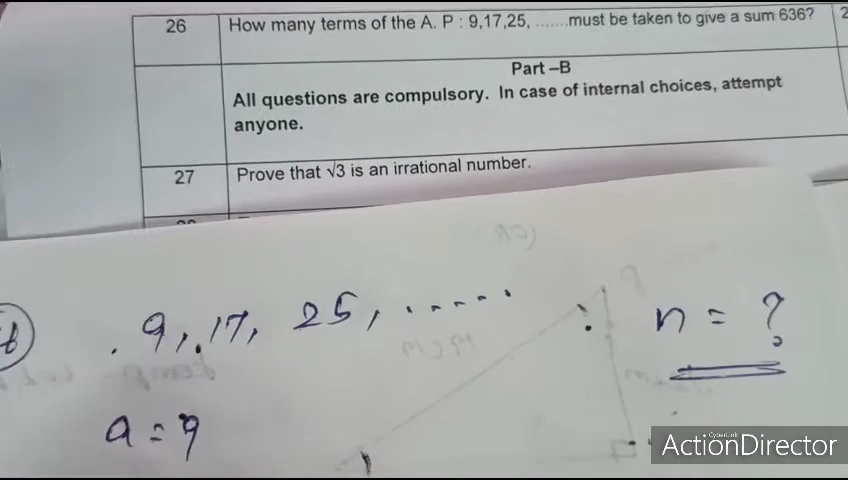 26 How many terms of the A. P : 9,17,25, .......must be taken to give a sum 636? 2
Part –B
All questions are compulsory. In case of internal choices, attempt
anyone.
27 Prove that √3 is an irrational number.
9, 17, 25, ...... n = ?
a = 9
CyberLink
ActionDirector